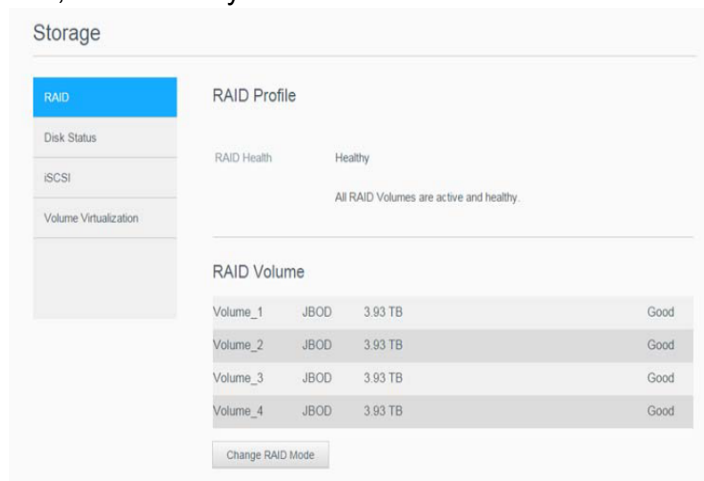 Storage
RAID
Disk Status
iSCSI
Volume Virtualization
RAID Profile
RAID Health Healthy
All RAID Volumes are active and healthy.
RAID Volume
Volume_1 JBOD 3.93 TB Good
Volume_2 JBOD 3.93 TB Good
Volume_3 JBOD 3.93 TB Good
Volume_4 JBOD 3.93 TB Good
Change RAID Mode